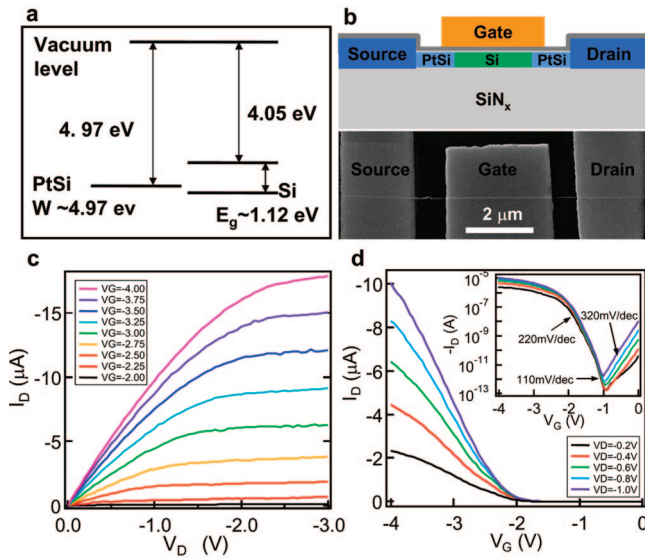 a
Vacuum
level
4. 97 eV
4.05 eV
PtSi
W ~4.97 ev
Si
Eg~1.12 eV
b
Gate
Source
Drain
PtSi
Si
PtSi
SiNx
Source
Gate
Drain
2 μm
c
VG=-4.00
VG=-3.75
VG=-3.50
VG=-3.25
VG=-3.00
VG=-2.75
VG=-2.50
VG=-2.25
VG=-2.00
-15
-10
-5
0
ID (μA)
0.0
-1.0
-2.0
-3.0
VD (V)
d
-10
-8
-6
-4
-2
0
ID (μA)
-4
-3
-2
-1
0
VG (V)
10-5
10-7
10-9
10-11
10-13
-ID (A)
320mV/dec
220mV/dec
110mV/dec
-4
-3
-2
-1
0
VG (V)
VD=-0.2V
VD=-0.4V
VD=-0.6V
VD=-0.8V
VD=-1.0V